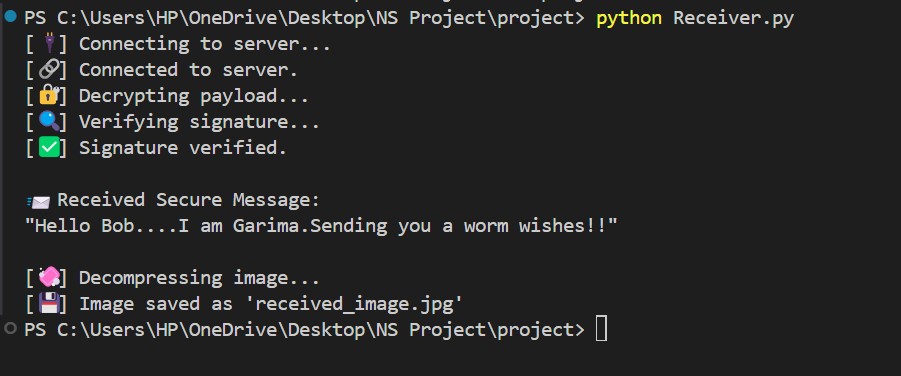 PS C:\Users\HP\OneDrive\Desktop\NS Project\project> python Receiver.py
[🔌] Connecting to server...
[🔗] Connected to server.
[🔐] Decrypting payload...
[🔍] Verifying signature...
[✅] Signature verified.
📨 Received Secure Message:
"Hello Bob....I am Garima.Sending you a worm wishes!!"
[🧼] Decompressing image...
[💾] Image saved as 'received_image.jpg'
PS C:\Users\HP\OneDrive\Desktop\NS Project\project>